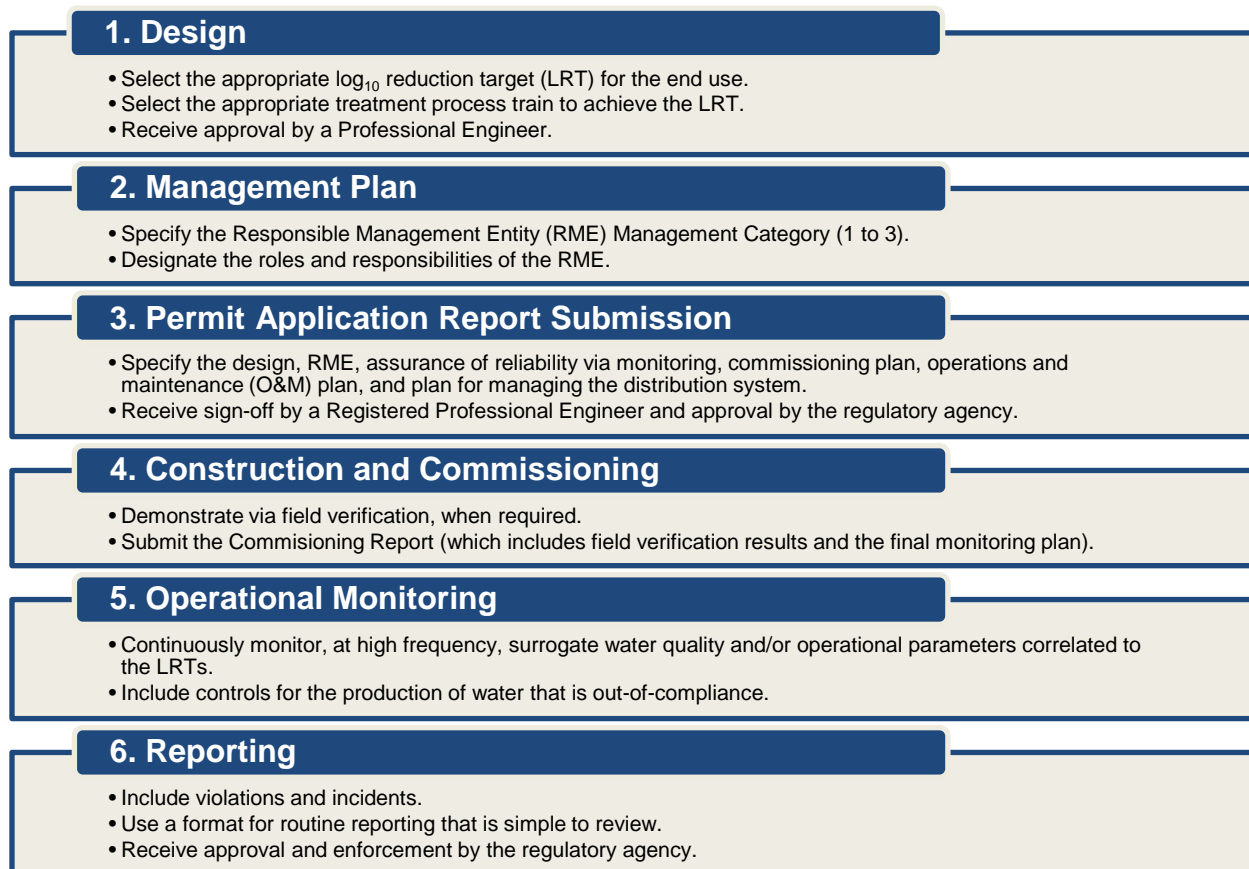 1. Design
• Select the appropriate log₁₀ reduction target (LRT) for the end use.
• Select the appropriate treatment process train to achieve the LRT.
• Receive approval by a Professional Engineer.
2. Management Plan
• Specify the Responsible Management Entity (RME) Management Category (1 to 3).
• Designate the roles and responsibilities of the RME.
3. Permit Application Report Submission
• Specify the design, RME, assurance of reliability via monitoring, commissioning plan, operations and
maintenance (O&M) plan, and plan for managing the distribution system.
• Receive sign-off by a Registered Professional Engineer and approval by the regulatory agency.
4. Construction and Commissioning
• Demonstrate via field verification, when required.
• Submit the Commisioning Report (which includes field verification results and the final monitoring plan).
5. Operational Monitoring
• Continuously monitor, at high frequency, surrogate water quality and/or operational parameters correlated to
the LRTs.
• Include controls for the production of water that is out-of-compliance.
6. Reporting
• Include violations and incidents.
• Use a format for routine reporting that is simple to review.
• Receive approval and enforcement by the regulatory agency.